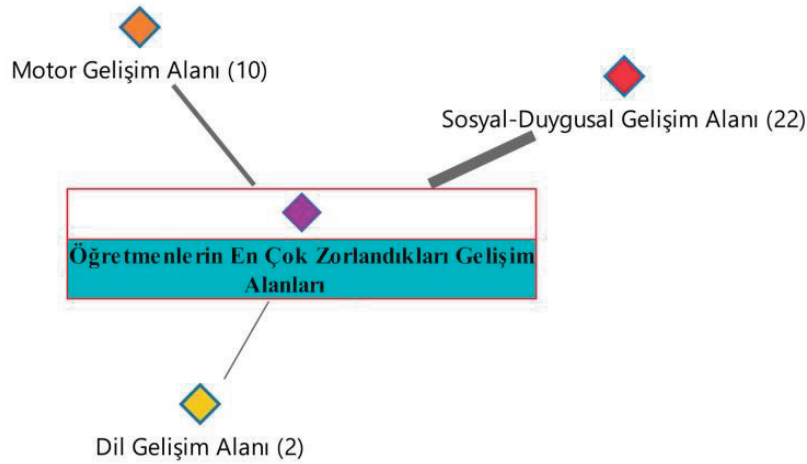 Motor Gelişim Alanı (10)
Sosyal-Duygusal Gelişim Alanı (22)
Öğretmenlerin En Çok Zorlandıkları Gelişim
Alanları
Dil Gelişim Alanı (2)